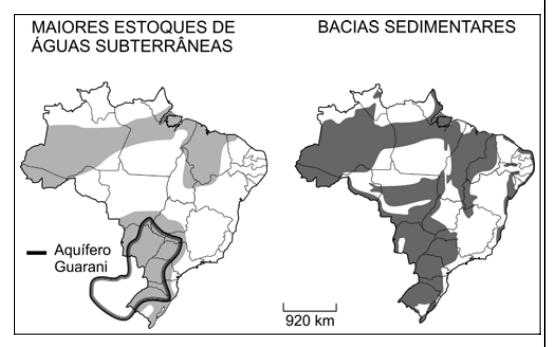 MAIORES ESTOQUES DE
ÁGUAS SUBTERRÂNEAS
BACIAS SEDIMENTARES
Aquífero
Guarani
920 km